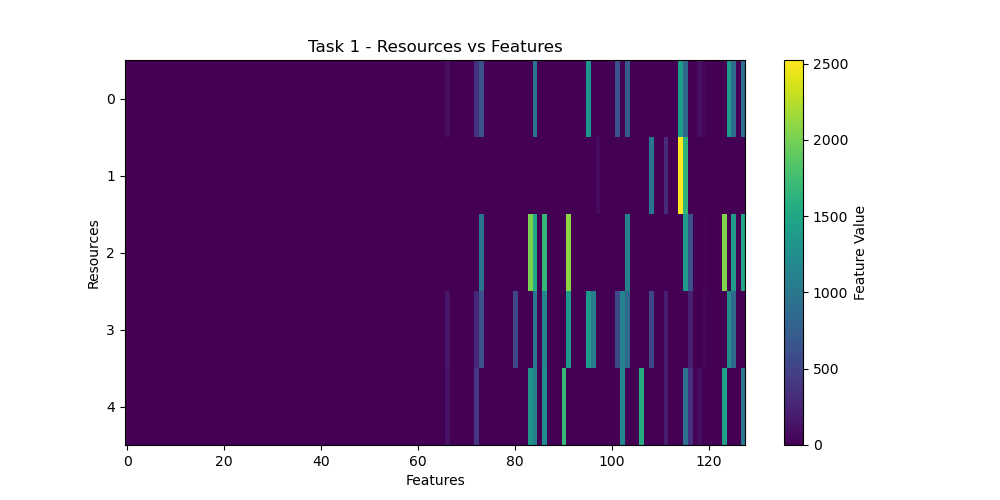 Task 1 - Resources vs Features
Resources
0
1
2
3
4
0 20 40 60 80 100 120
Features
2500
2000
1500
1000
500
0
Feature Value